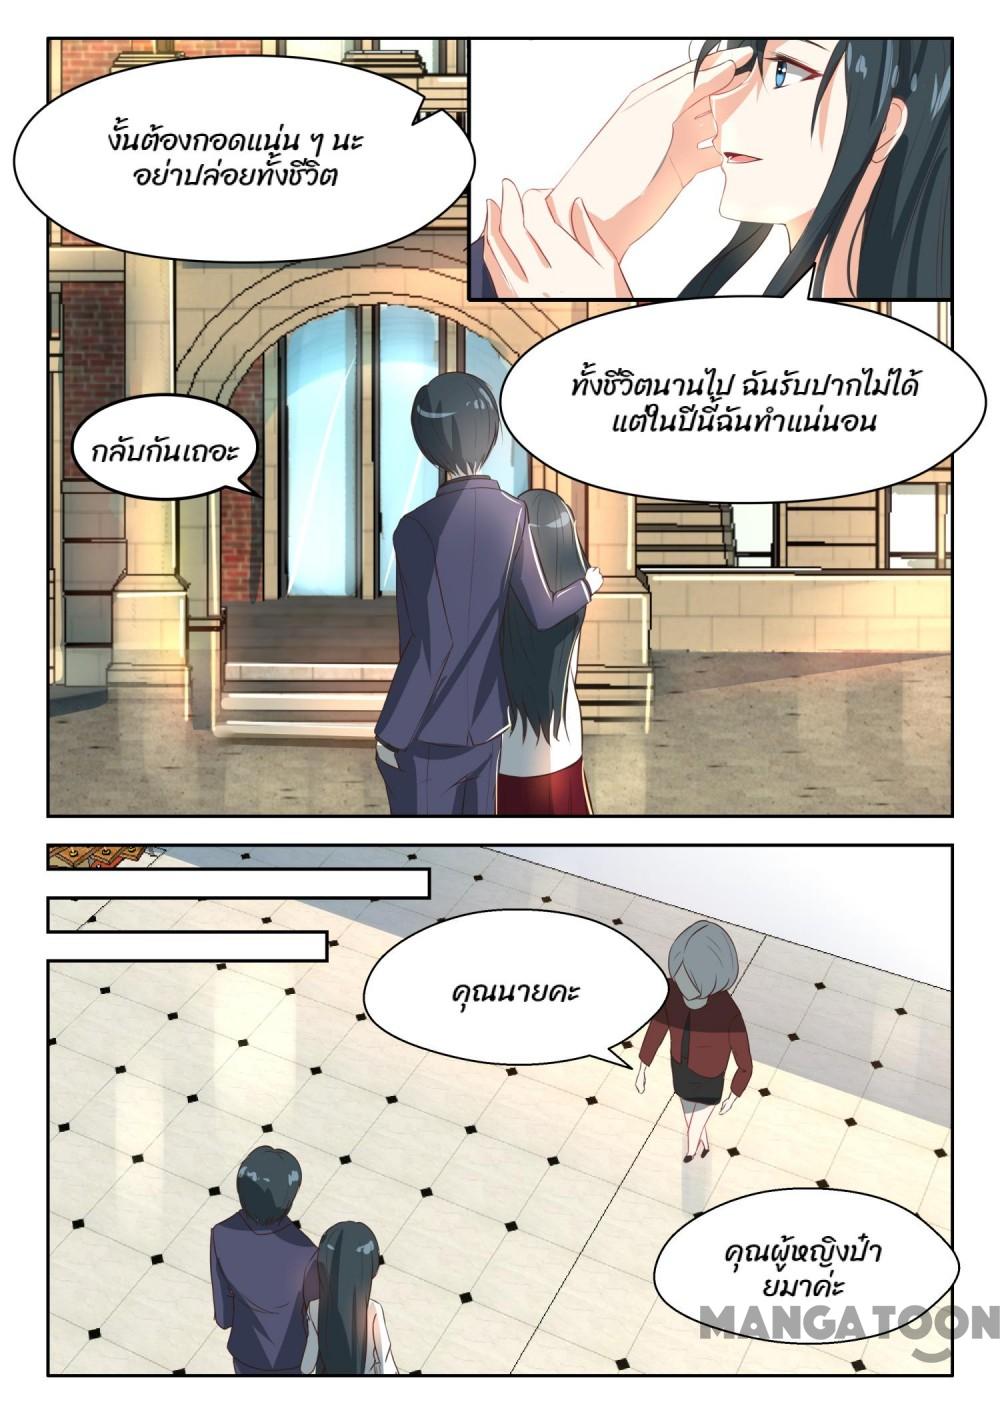 งั้นต้องกอดแน่น ๆ นะ
อย่าปล่อยทั้งชีวิต
ทั้งชีวิตนานไป ฉันรับปากไม่ได้
แต่ในปีนี้ฉันทำแน่นอน
กลับกันเถอะ
คุณนายคะ
คุณผู้หญิงป๋า
ยมาค่ะ
MANGATOON